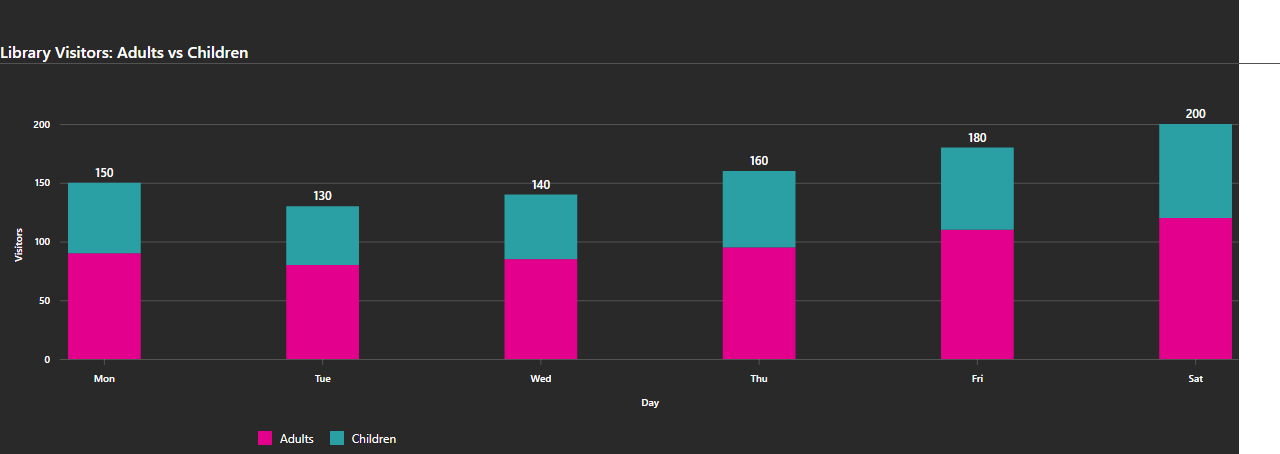 Library Visitors: Adults vs Children
200
150
100
50
0
Visitors
150
130
140
160
180
200
Mon
Tue
Wed
Thu
Fri
Sat
Day
Adults
Children